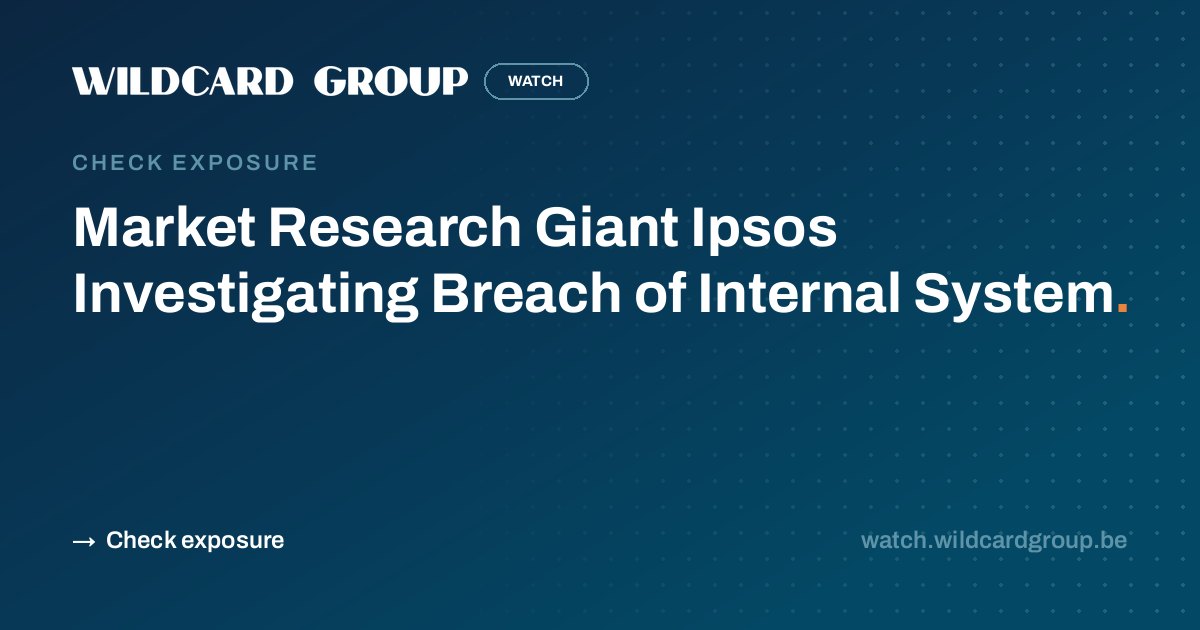 WILDCARD GROUP WATCH
CHECK EXPOSURE
Market Research Giant Ipsos
Investigating Breach of Internal System.
→ Check exposure
watch.wildcardgroup.be